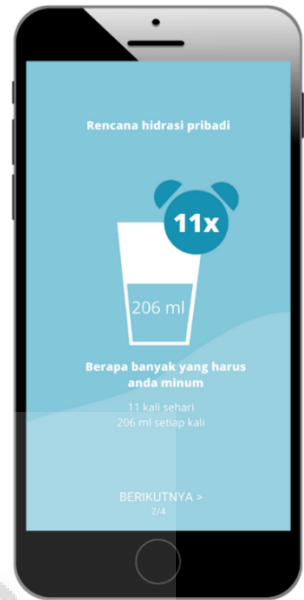 Rencana hidrasi pribadi
11x
206 ml
Berapa banyak yang harus
anda minum
11 kali sehari
206 ml setiap kali
BERIKUTNYA >
2/4